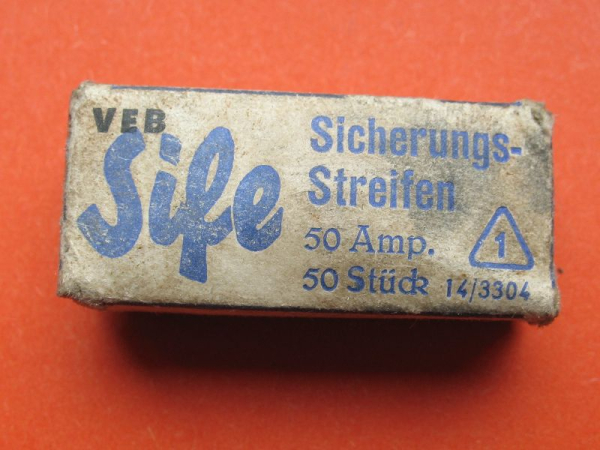 VEB
Sife
Sicherungs-
Streifen
50 Amp.
50 Stück
14/3304
1